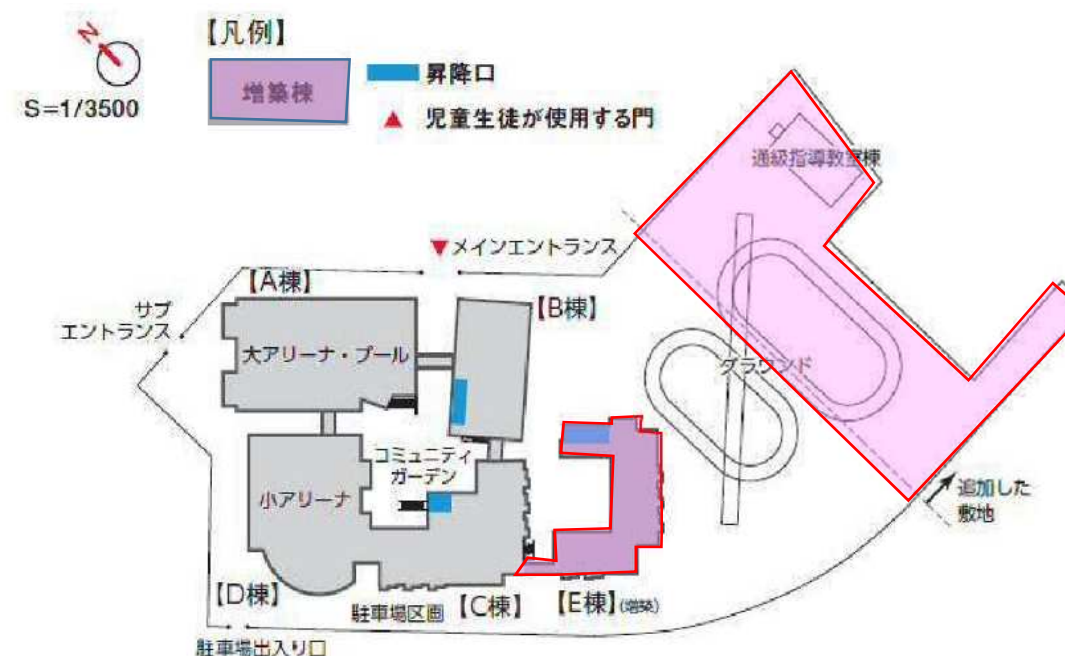 N
S=1/3500
【凡例】
増築棟
昇降口
▲ 児童生徒が使用する門
通級指導教室棟
▼メインエントランス
【A棟】
サブ
エントランス
【B棟】
大アリーナ・プール
グラウンド
コミュニティ
ガーデン
小アリーナ
追加した
敷地
【D棟】
駐車場区画
【C棟】
【E棟】(増築)
駐車場出入り口